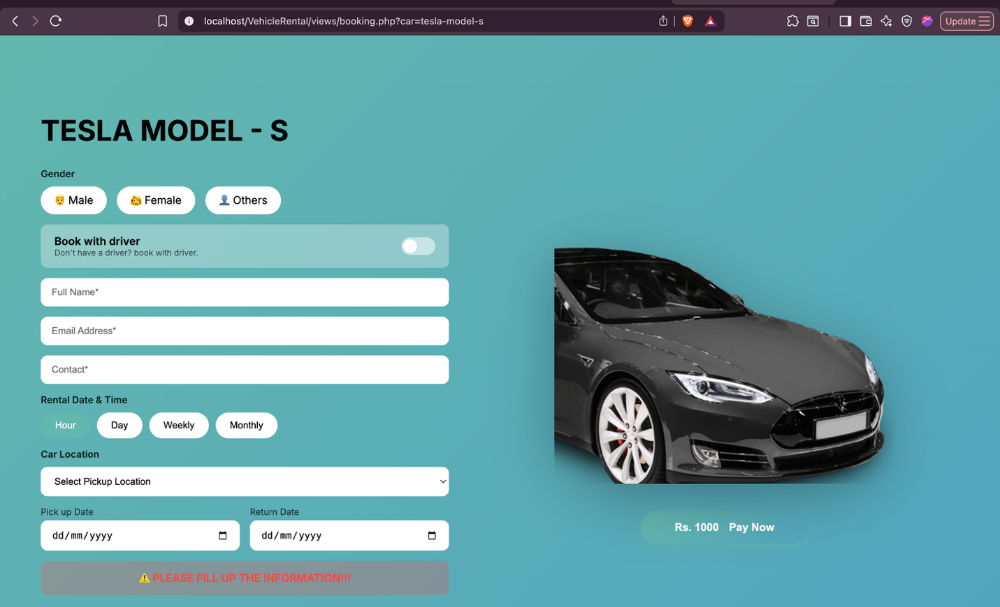 localhost/VehicleRental/views/booking.php?car=tesla-model-s
Update
TESLA MODEL - S
Gender
👨 Male 👩 Female 👤 Others
Book with driver
Don't have a driver? book with driver.
Full Name*
Email Address*
Contact*
Rental Date & Time
Hour Day Weekly Monthly
Car Location
Select Pickup Location
Pick up Date Return Date
dd/mm/yyyy dd/mm/yyyy
Rs. 1000 Pay Now
⚠️ PLEASE FILL UP THE INFORMATION!!!